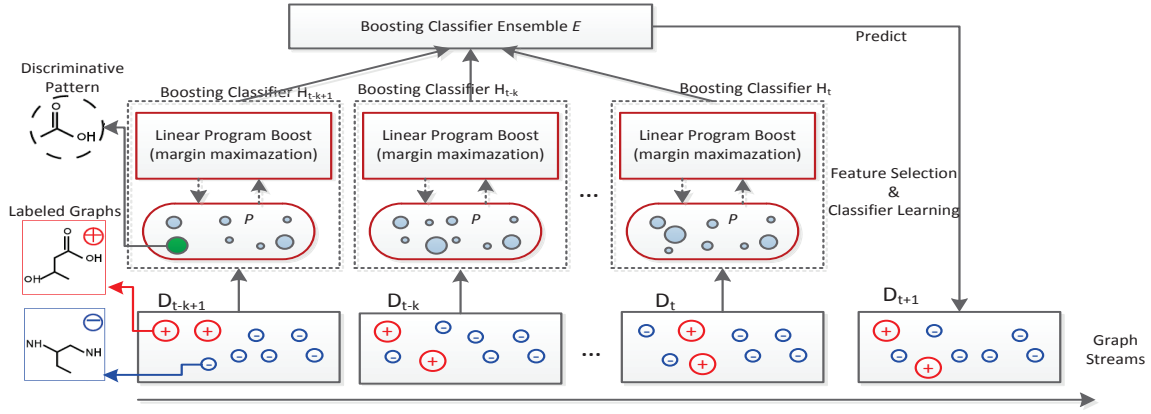 Boosting Classifier Ensemble E
Predict
Discriminative
Pattern
O
OH
Boosting Classifier Ht-k+1
Boosting Classifier Ht-k
Boosting Classifier Ht
Linear Program Boost
(margin maximazation)
Linear Program Boost
(margin maximazation)
Linear Program Boost
(margin maximazation)
...
Feature Selection
&
Classifier Learning
P
P
P
Labeled Graphs
O
OH
HO
+
-
NH
NH
Dt-k+1
Dt-k
Dt
Dt+1
+ + - - - - - - -
+ - - - - + -
...
- + - - - + -
+ - - - - + -
Graph
Streams